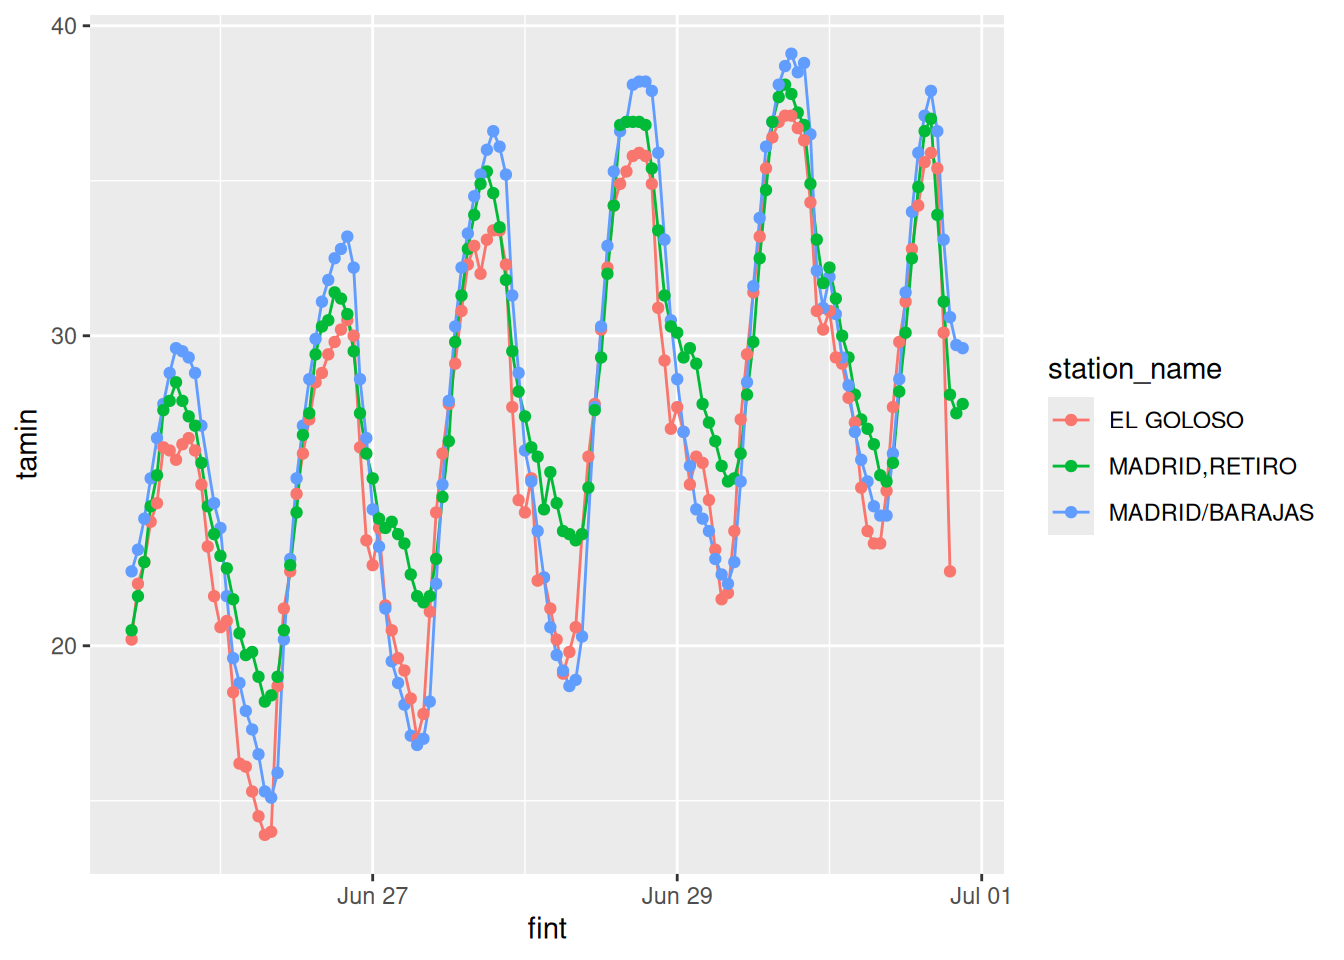 40
30
20
tamin
Jun 27
Jun 29
Jul 01
fint
station_name
EL GOLOSO
MADRID,RETIRO
MADRID/BARAJAS